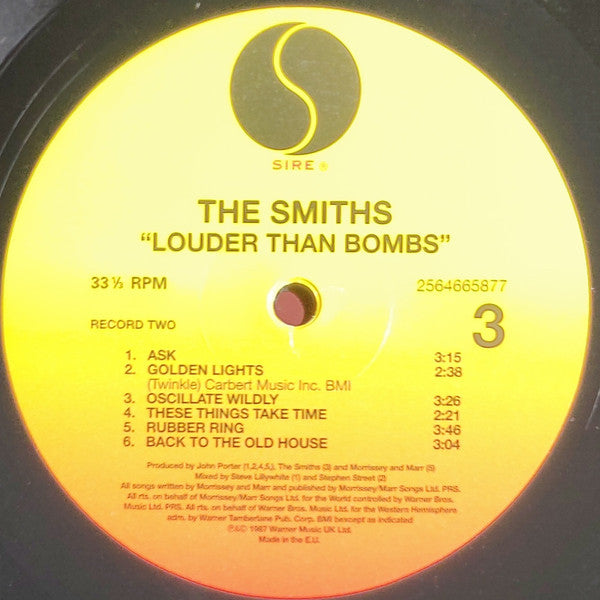 SIRE ®
THE SMITHS
“LOUDER THAN BOMBS”
33 ⅓ RPM
2564665877
3
RECORD TWO
1. ASK 3:15
2. GOLDEN LIGHTS 2:38
(Twinkle) Carbert Music Inc. BMI
3. OSCILLATE WILDLY 3:26
4. THESE THINGS TAKE TIME 2:21
5. RUBBER RING 3:46
6. BACK TO THE OLD HOUSE 3:04
Produced by John Porter (1,2,4,5,), The Smiths (3) and Morrissey and Marr (5)
Mixed by Steve Lillywhite (1) and Stephen Street (2)
All songs written by Morrissey/Marr and published by Morrissey/Marr Songs Ltd. PRS.
All rts. on behalf of Morrissey/Marr Songs Ltd. for the World controlled by Warner Bros.
Music Ltd. PRS. All rts. on behalf of Warner Bros. Music Ltd. for the Western Hemisphere
adm. by Warner Tamberlane Pub. Corp. BMI bexcept as indicated
℗&© 1987 Warner Music UK Ltd.
Made in the E.U.